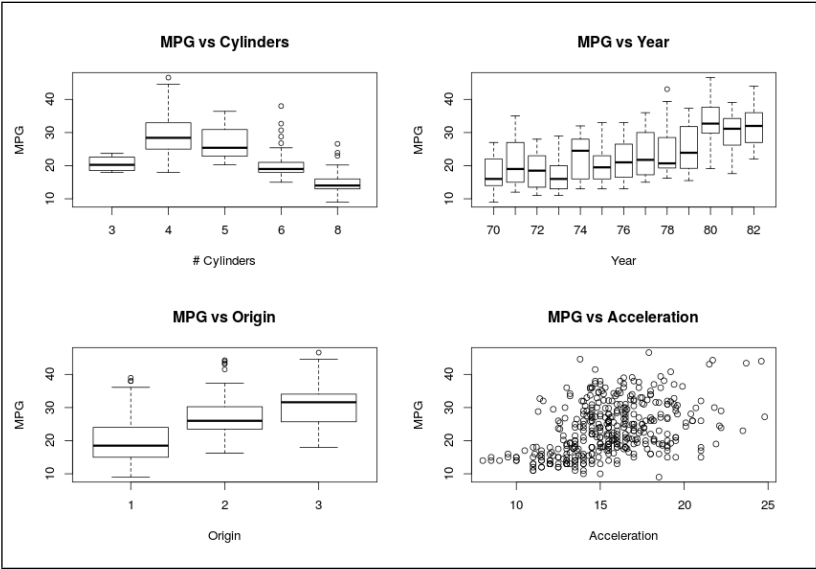 MPG vs Cylinders
MPG
10 20 30 40
3 4 5 6 8
# Cylinders
MPG vs Year
MPG
10 20 30 40
70 72 74 76 78 80 82
Year
MPG vs Origin
MPG
10 20 30 40
1 2 3
Origin
MPG vs Acceleration
MPG
10 20 30 40
10 15 20 25
Acceleration